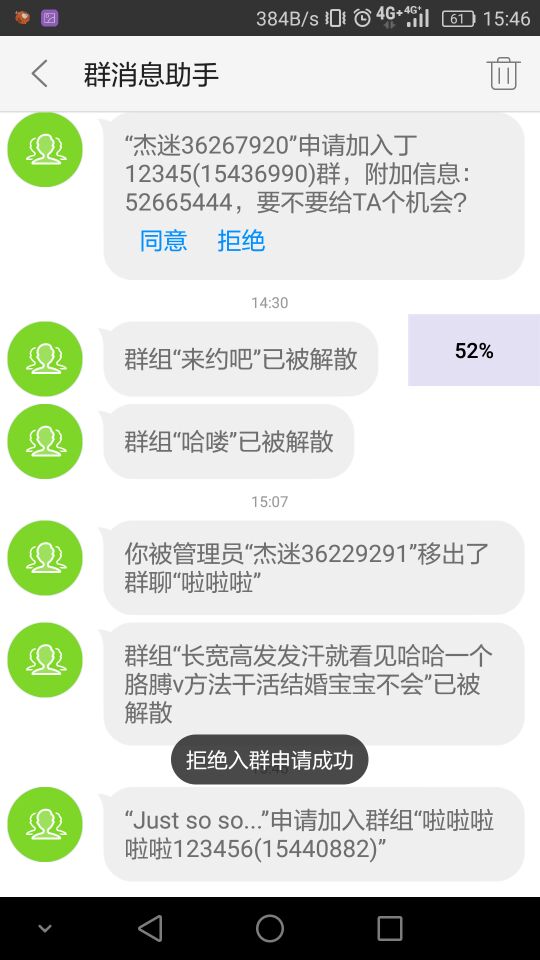 384B/s 4G+ 4G+ 61 15:46
群消息助手
“杰迷36267920”申请加入丁
12345(15436990)群，附加信息：
52665444，要不要给TA个机会？
同意 拒绝
14:30
群组“来约吧”已被解散
52%
群组“哈喽”已被解散
15:07
你被管理员“杰迷36229291”移出了
群聊“啦啦啦”
群组“长宽高发发汗就看见哈哈一个
胳膊v方法干活结婚宝宝不会”已被
解散
拒绝入群申请成功
“Just so so...”申请加入群组“啦啦啦
啦啦123456(15440882)”